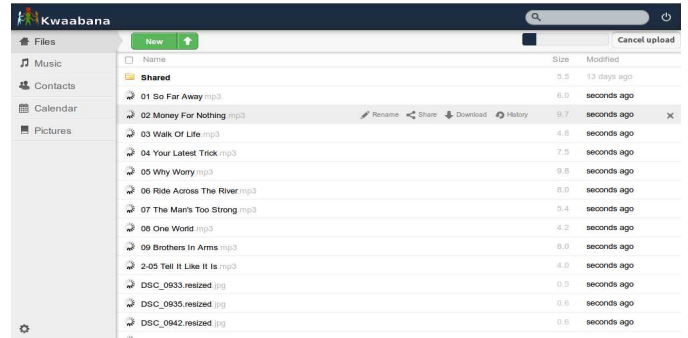 Kwaabana
Files
New
Cancel upload
Name Size Modified
Music
Shared 5.5 13 days ago
Contacts
01 So Far Away.mp3 6.0 seconds ago
Calendar
02 Money For Nothing.mp3 Rename Share Download History 9.7 seconds ago
Pictures
03 Walk Of Life.mp3 4.8 seconds ago
04 Your Latest Trick.mp3 7.5 seconds ago
05 Why Worry.mp3 9.8 seconds ago
06 Ride Across The River.mp3 8.0 seconds ago
07 The Man's Too Strong.mp3 5.4 seconds ago
08 One World.mp3 4.2 seconds ago
09 Brothers In Arms.mp3 8.0 seconds ago
2-05 Tell It Like It Is.mp3 4.0 seconds ago
DSC_0933.resized.jpg 0.5 seconds ago
DSC_0935.resized.jpg 0.6 seconds ago
DSC_0942.resized.jpg 0.6 seconds ago